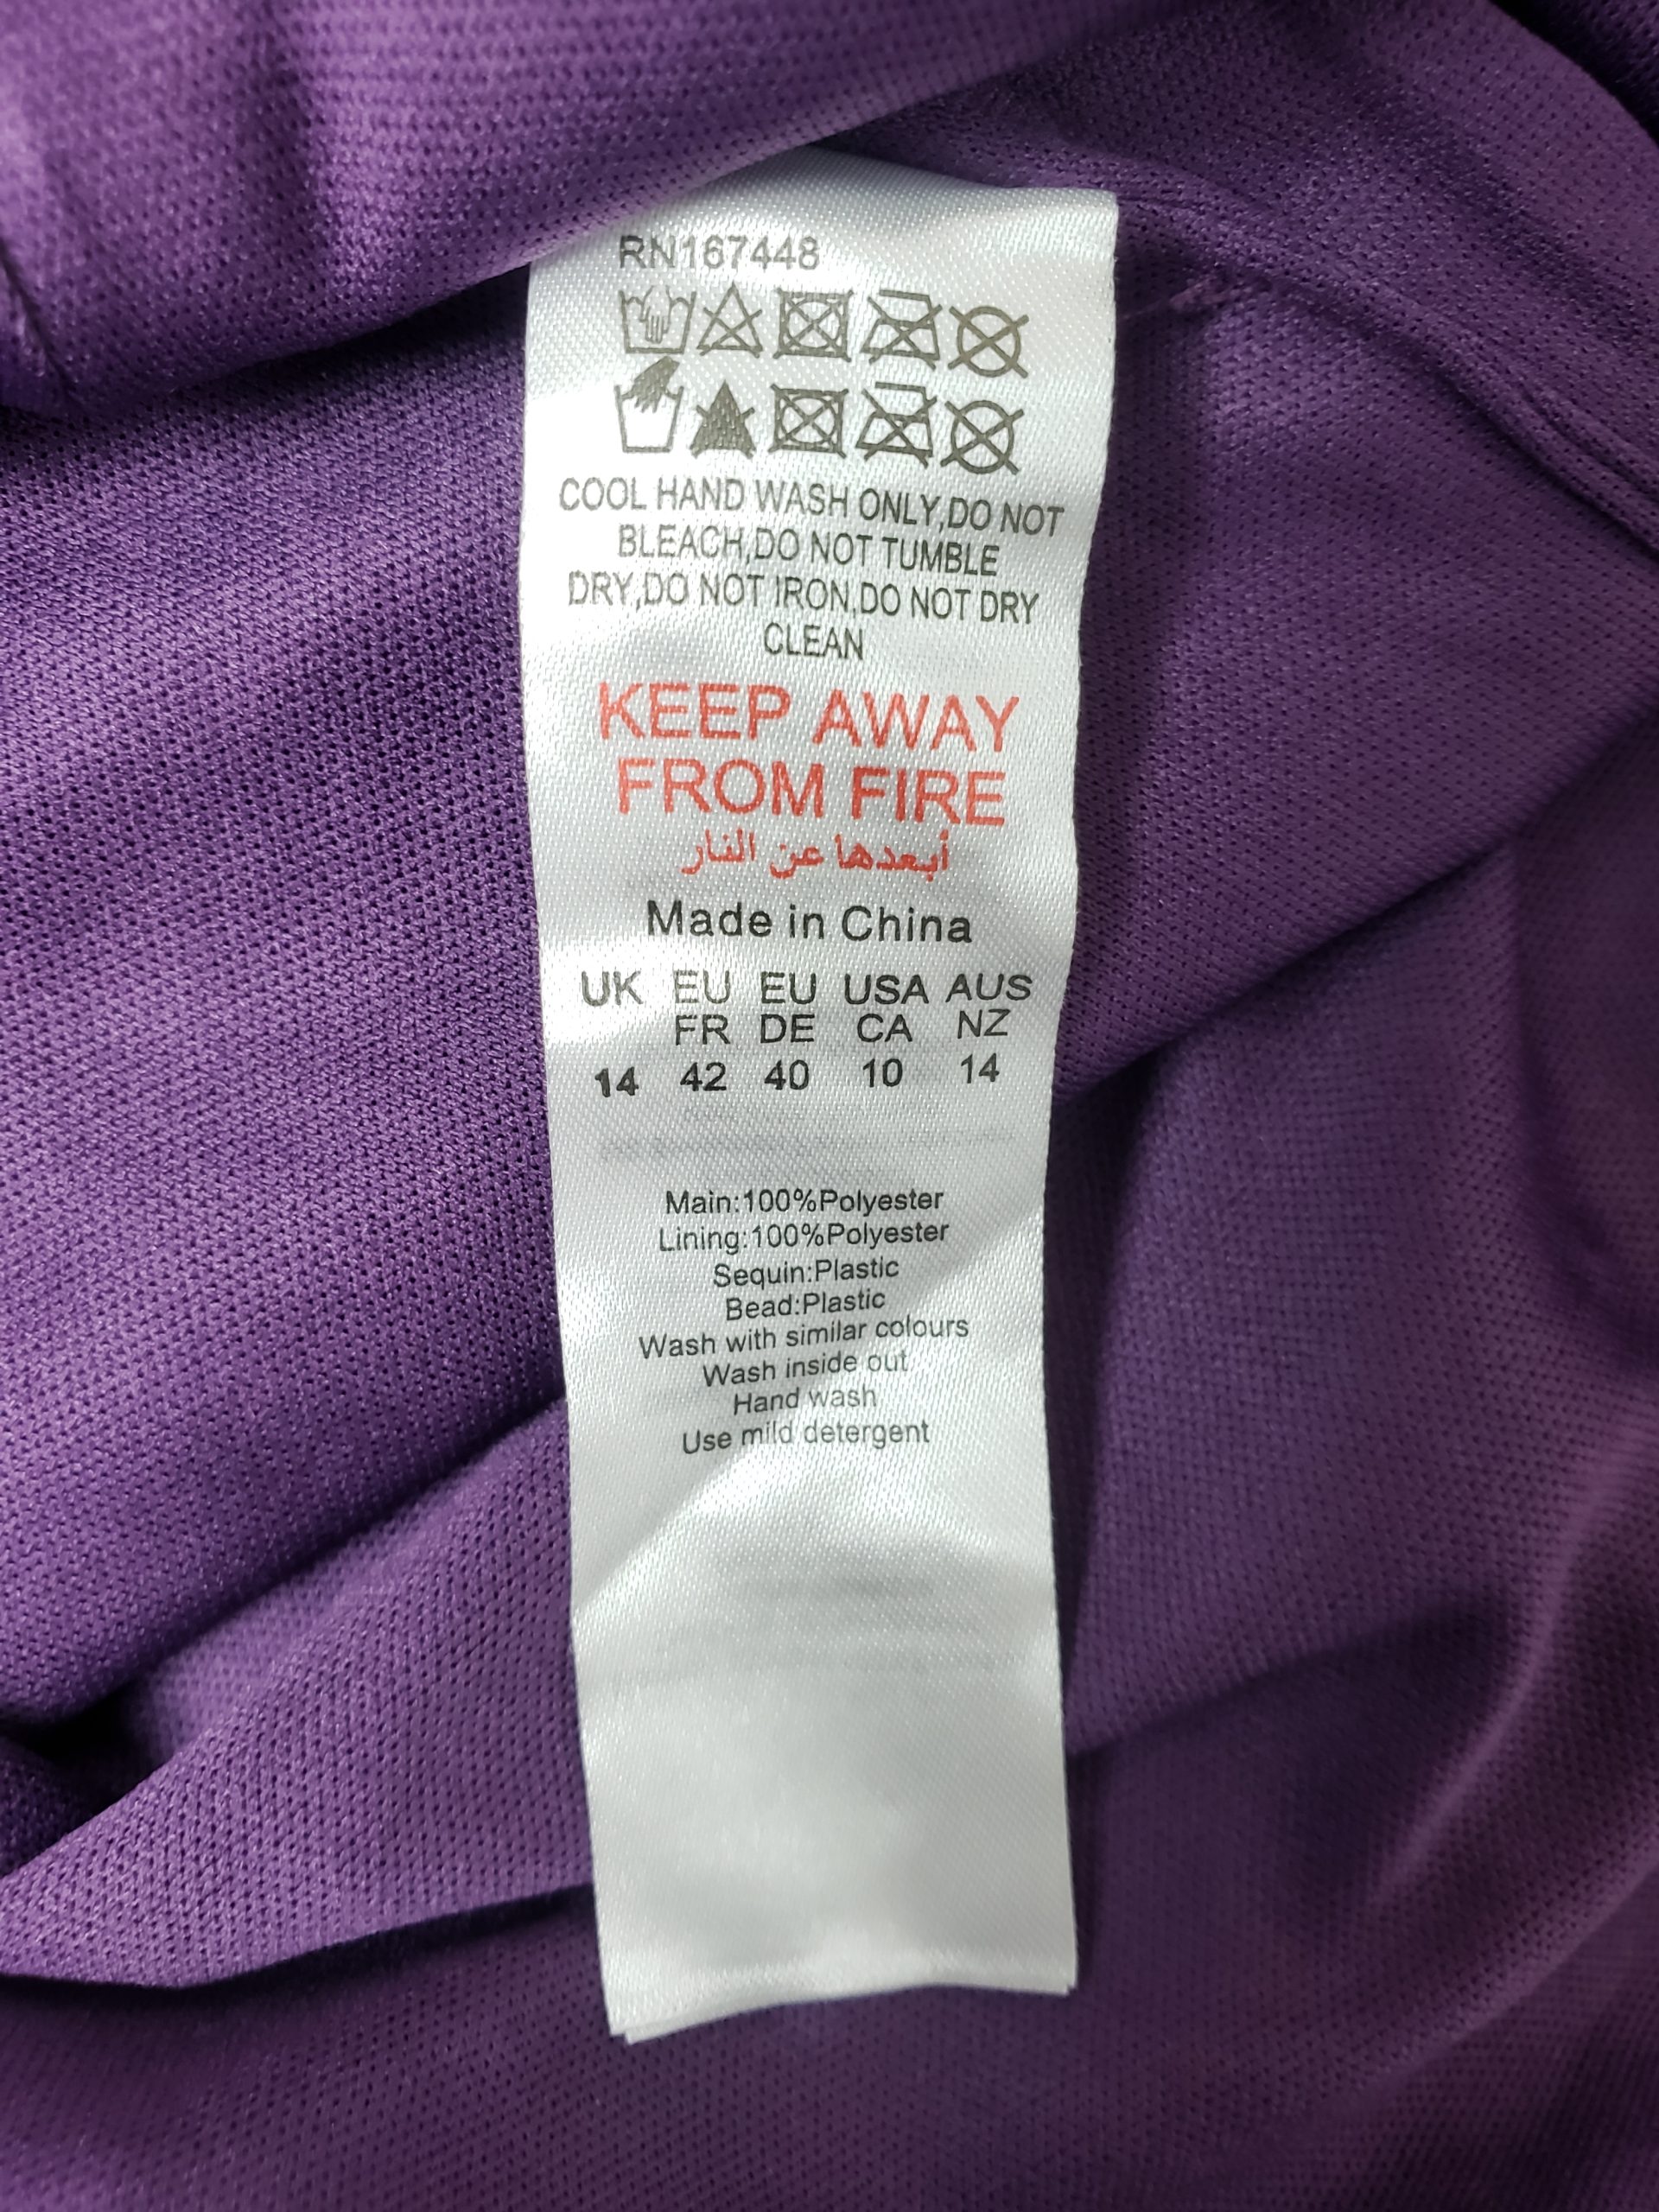 RN167448
COOL HAND WASH ONLY,DO NOT
BLEACH,DO NOT TUMBLE
DRY,DO NOT IRON,DO NOT DRY
CLEAN
KEEP AWAY
FROM FIRE
أبعدها عن النار
Made in China
UK EU EU USA AUS
FR DE CA NZ
14 42 40 10 14
Main:100%Polyester
Lining:100%Polyester
Sequin:Plastic
Bead:Plastic
Wash with similar colours
Wash inside out
Hand wash
Use mild detergent